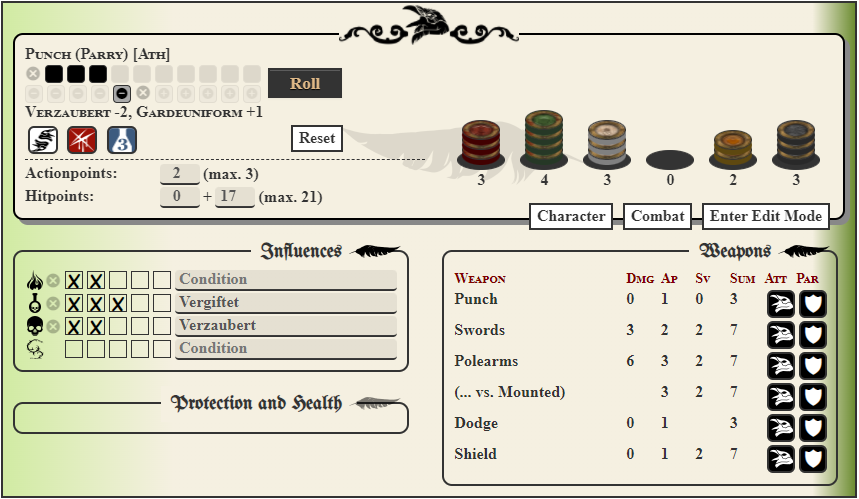 Punch (Parry) [Ath]
Roll
Verzaubert -2, Gardeuniform +1
3
Reset
Actionpoints: 2 (max. 3)
Hitpoints: 0 + 17 (max. 21)
3 4 3 0 2 3
Character Combat Enter Edit Mode
Influences
X X Condition
X X X Vergiftet
X X Verzaubert
Condition
Protection and Health
Weapons
Weapon Dmg Ap Sv Sum Att Par
Punch 0 1 0 3
Swords 3 2 2 7
Polearms 6 3 2 7
(... vs. Mounted) 3 2 7
Dodge 0 1 3
Shield 0 1 2 7